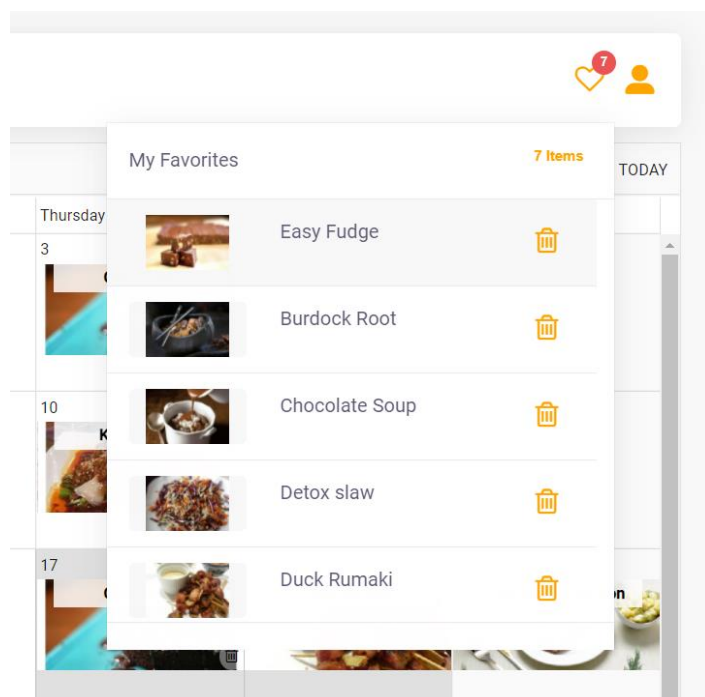 7
My Favorites
7 Items
TODAY
Thursday
Easy Fudge
3
Burdock Root
Chocolate Soup
10
K
Detox slaw
17
Duck Rumaki
on